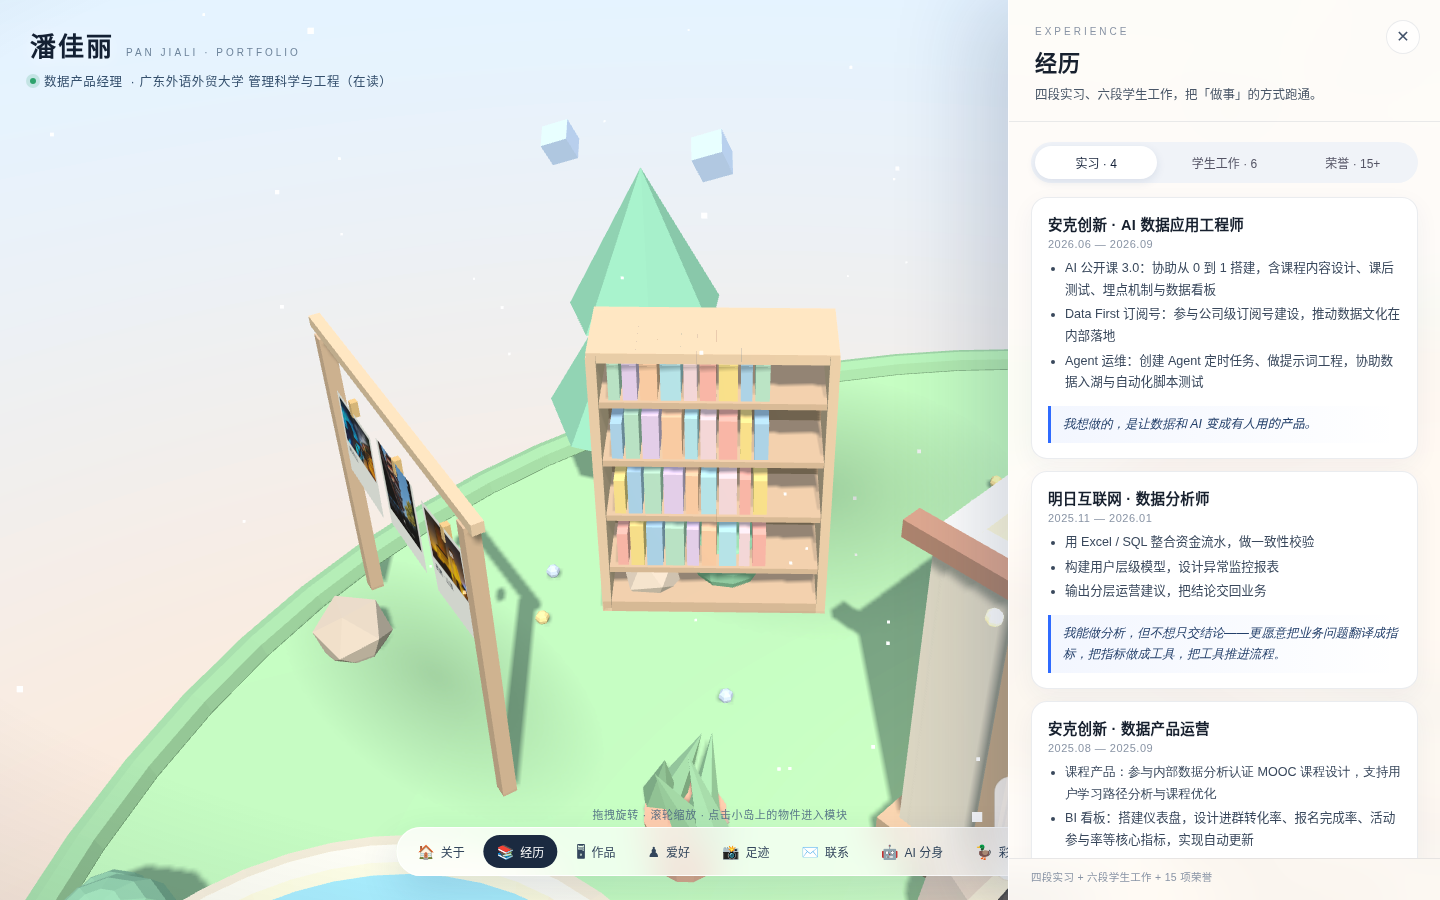 潘佳丽 PAN JIALI · PORTFOLIO
数据产品经理 · 广东外语外贸大学 管理科学与工程（在读）
拖拽旋转 · 滚轮缩放 · 点击小岛上的物件进入模块
关于 经历 作品 爱好 足迹 联系 AI 分身
EXPERIENCE
经历
四段实习、六段学生工作，把「做事」的方式跑通。
实习 · 4 学生工作 · 6 荣誉 · 15+
安克创新 · AI 数据应用工程师
2026.06 — 2026.09
AI 公开课 3.0：协助从 0 到 1 搭建，含课程内容设计、课后
测试、埋点机制与数据看板
Data First 订阅号：参与公司级订阅号建设，推动数据文化在
内部落地
Agent 运维：创建 Agent 定时任务、做提示词工程，协助数
据入湖与自动化脚本测试
我想做的，是让数据和 AI 变成有人用的产品。
明日互联网 · 数据分析师
2025.11 — 2026.01
用 Excel / SQL 整合资金流水，做一致性校验
构建用户层级模型，设计异常监控报表
输出分层运营建议，把结论交回业务
我能做分析，但不想只交结论——更愿意把业务问题翻译成指
标，把指标做成工具，把工具推进流程。
安克创新 · 数据产品运营
2025.08 — 2025.09
课程产品：参与内部数据分析认证 MOOC 课程设计，支持用
户学习路径分析与课程优化
BI 看板：搭建仪表盘，设计进群转化率、报名完成率、活动
参与率等核心指标，实现自动更新
四段实习 + 六段学生工作 + 15 项荣誉